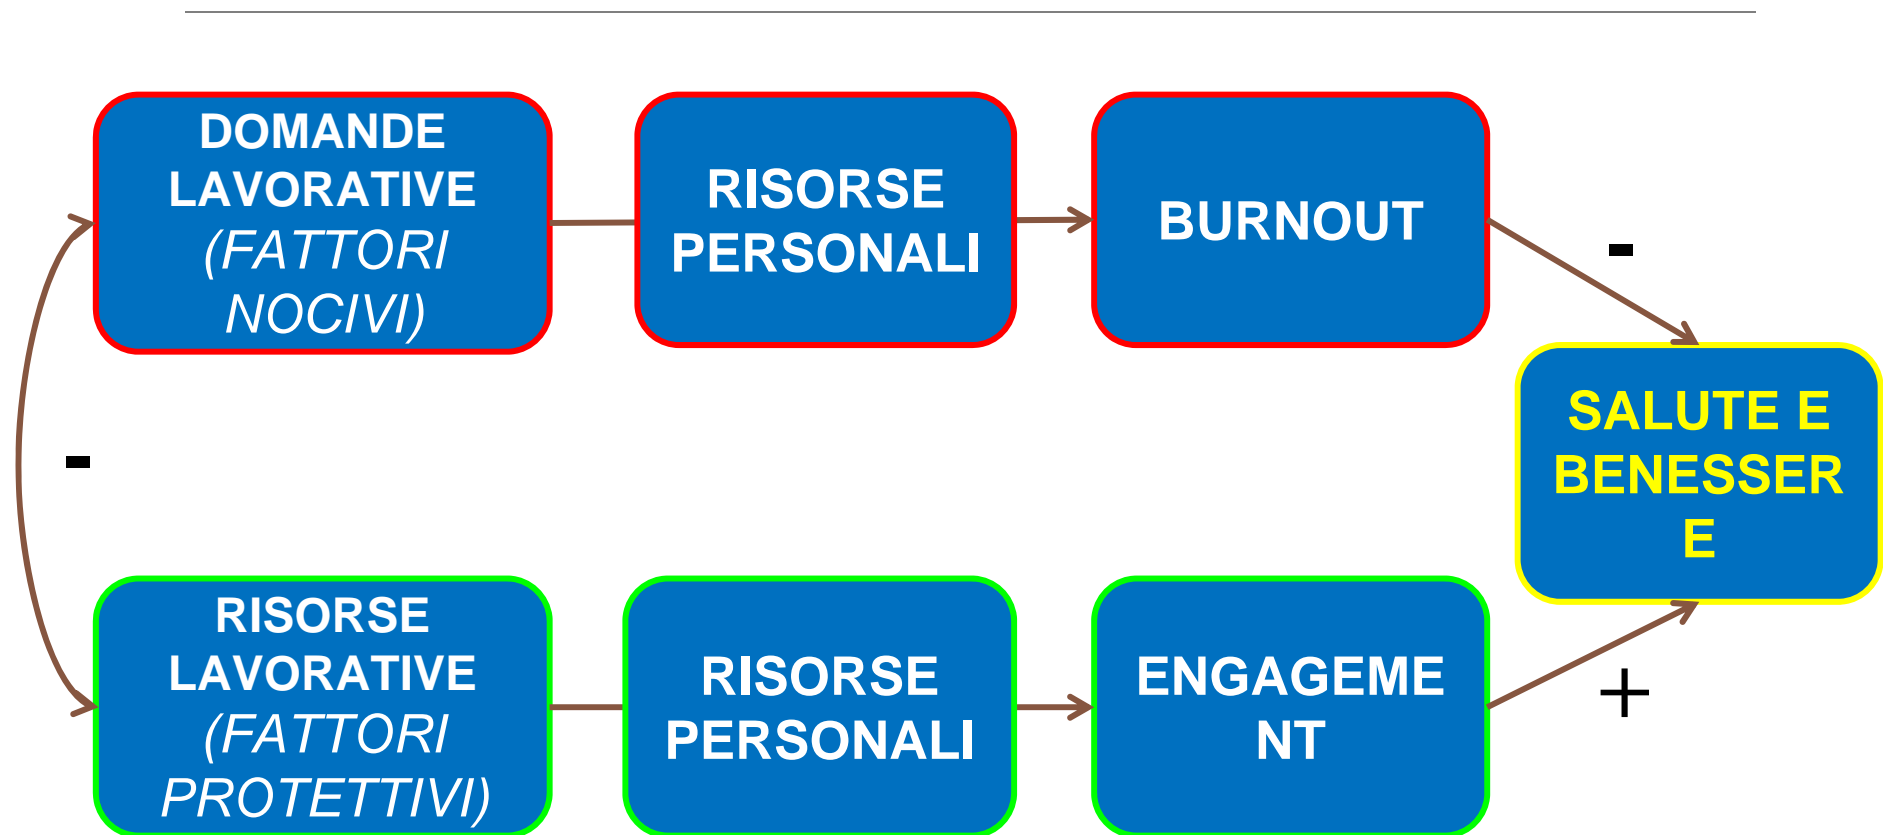 DOMANDE
LAVORATIVE
(FATTORI
NOCIVI)
RISORSE
PERSONALI
BURNOUT
-
SALUTE E
BENESSER
E
-
RISORSE
LAVORATIVE
(FATTORI
PROTETTIVI)
RISORSE
PERSONALI
ENGAGEME
NT
+